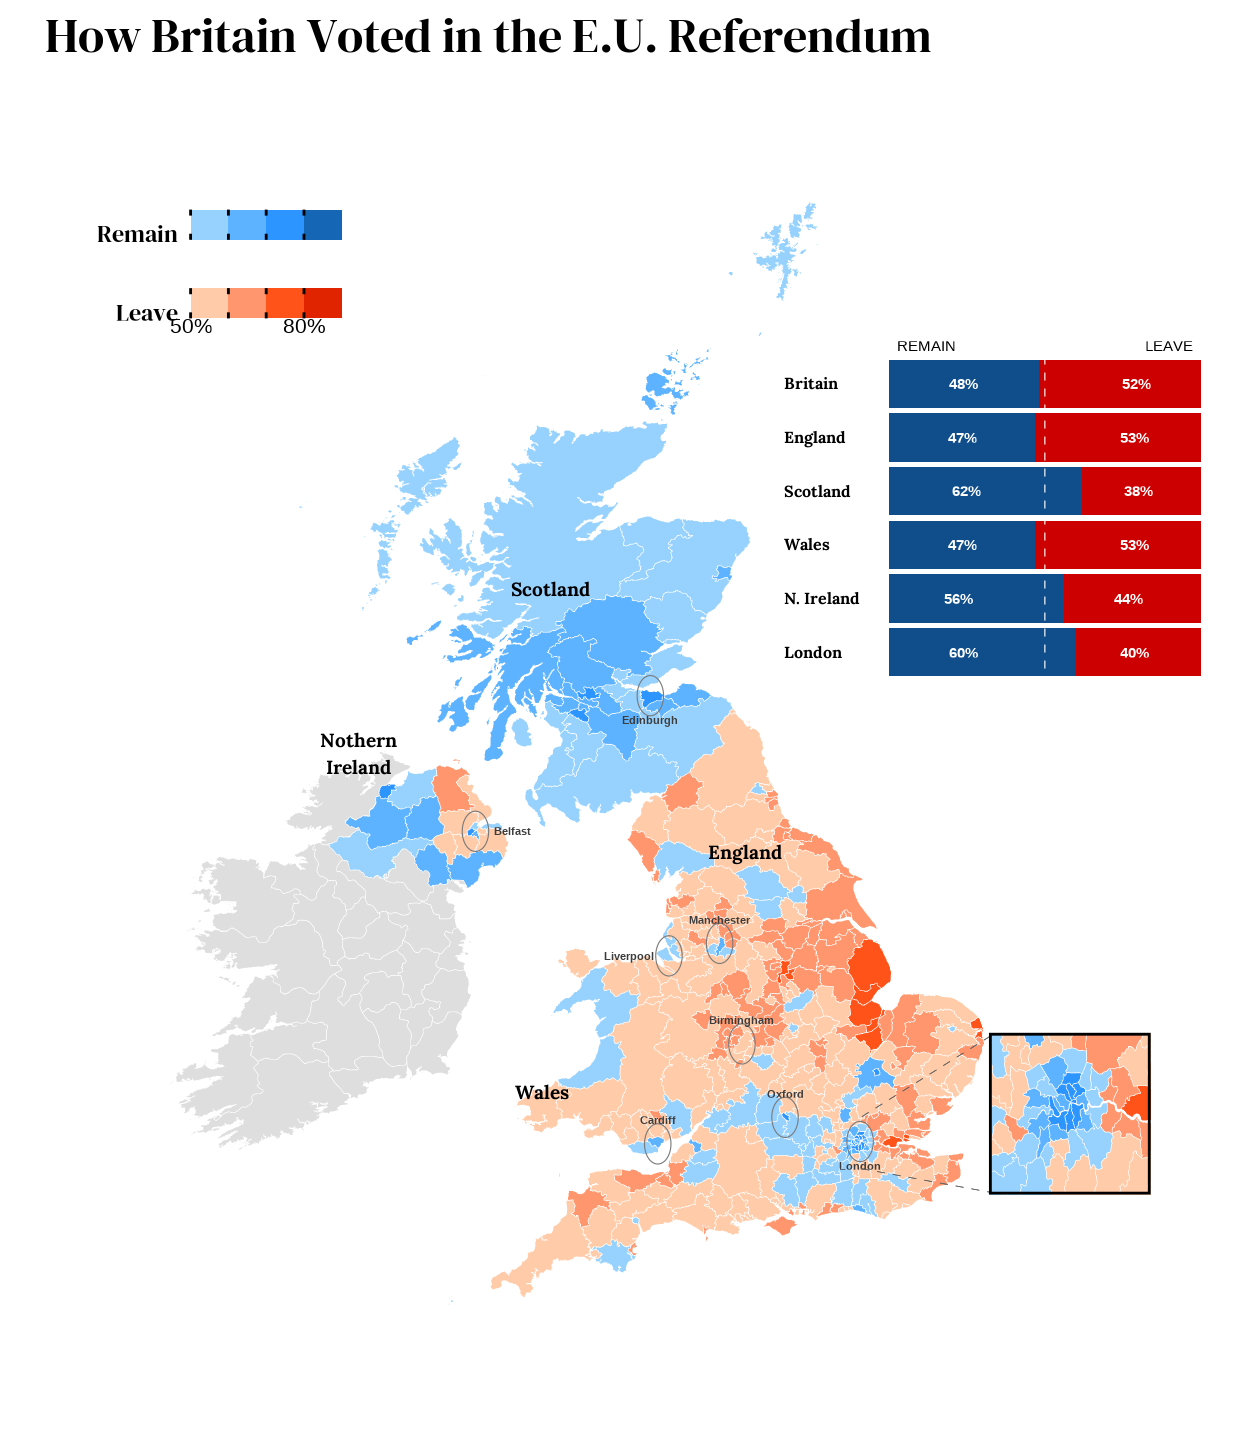 How Britain Voted in the E.U. Referendum
Remain
Leave
50% 80%
REMAIN LEAVE
Britain 48% 52%
England 47% 53%
Scotland 62% 38%
Wales 47% 53%
N. Ireland 56% 44%
London 60% 40%
Scotland
Edinburgh
Nothern
Ireland
Belfast
England
Manchester
Liverpool
Birmingham
Wales
Oxford
Cardiff
London